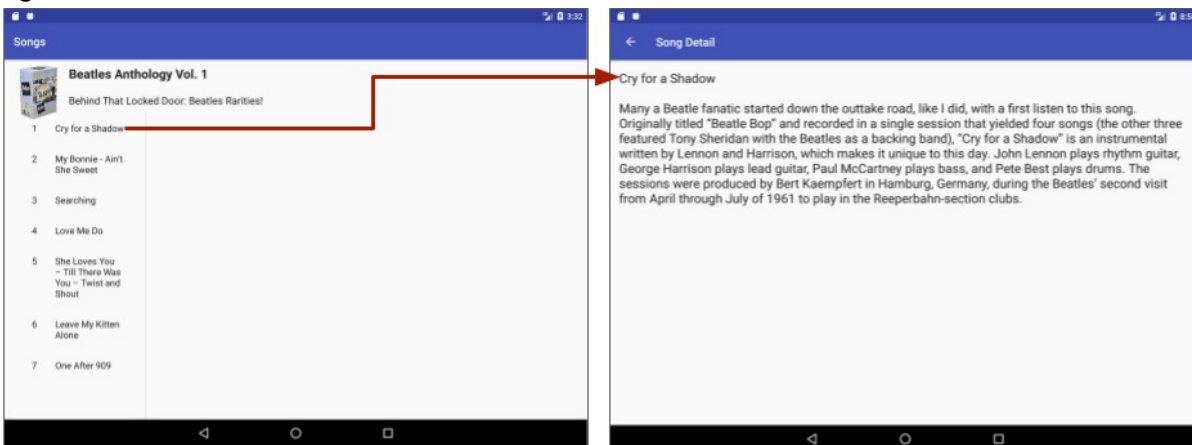 3:32
Songs
Beatles Anthology Vol. 1
Behind That Locked Door: Beatles Rarities!
1 Cry for a Shadow
2 My Bonnie - Ain't
She Sweet
3 Searching
4 Love Me Do
5 She Loves You
– Till There Was
You – Twist and
Shout
6 Leave My Kitten
Alone
7 One After 909
Song Detail
Cry for a Shadow
Many a Beatle fanatic started down the outtake road, like I did, with a first listen to this song.
Originally titled "Beatle Bop" and recorded in a single session that yielded four songs (the other three
featured Tony Sheridan with the Beatles as a backing band), "Cry for a Shadow" is an instrumental
written by Lennon and Harrison, which makes it unique to this day. John Lennon plays rhythm guitar,
George Harrison plays lead guitar, Paul McCartney plays bass, and Pete Best plays drums. The
sessions were produced by Bert Kaempfert in Hamburg, Germany, during the Beatles' second visit
from April through July of 1961 to play in the Reeperbahn-section clubs.